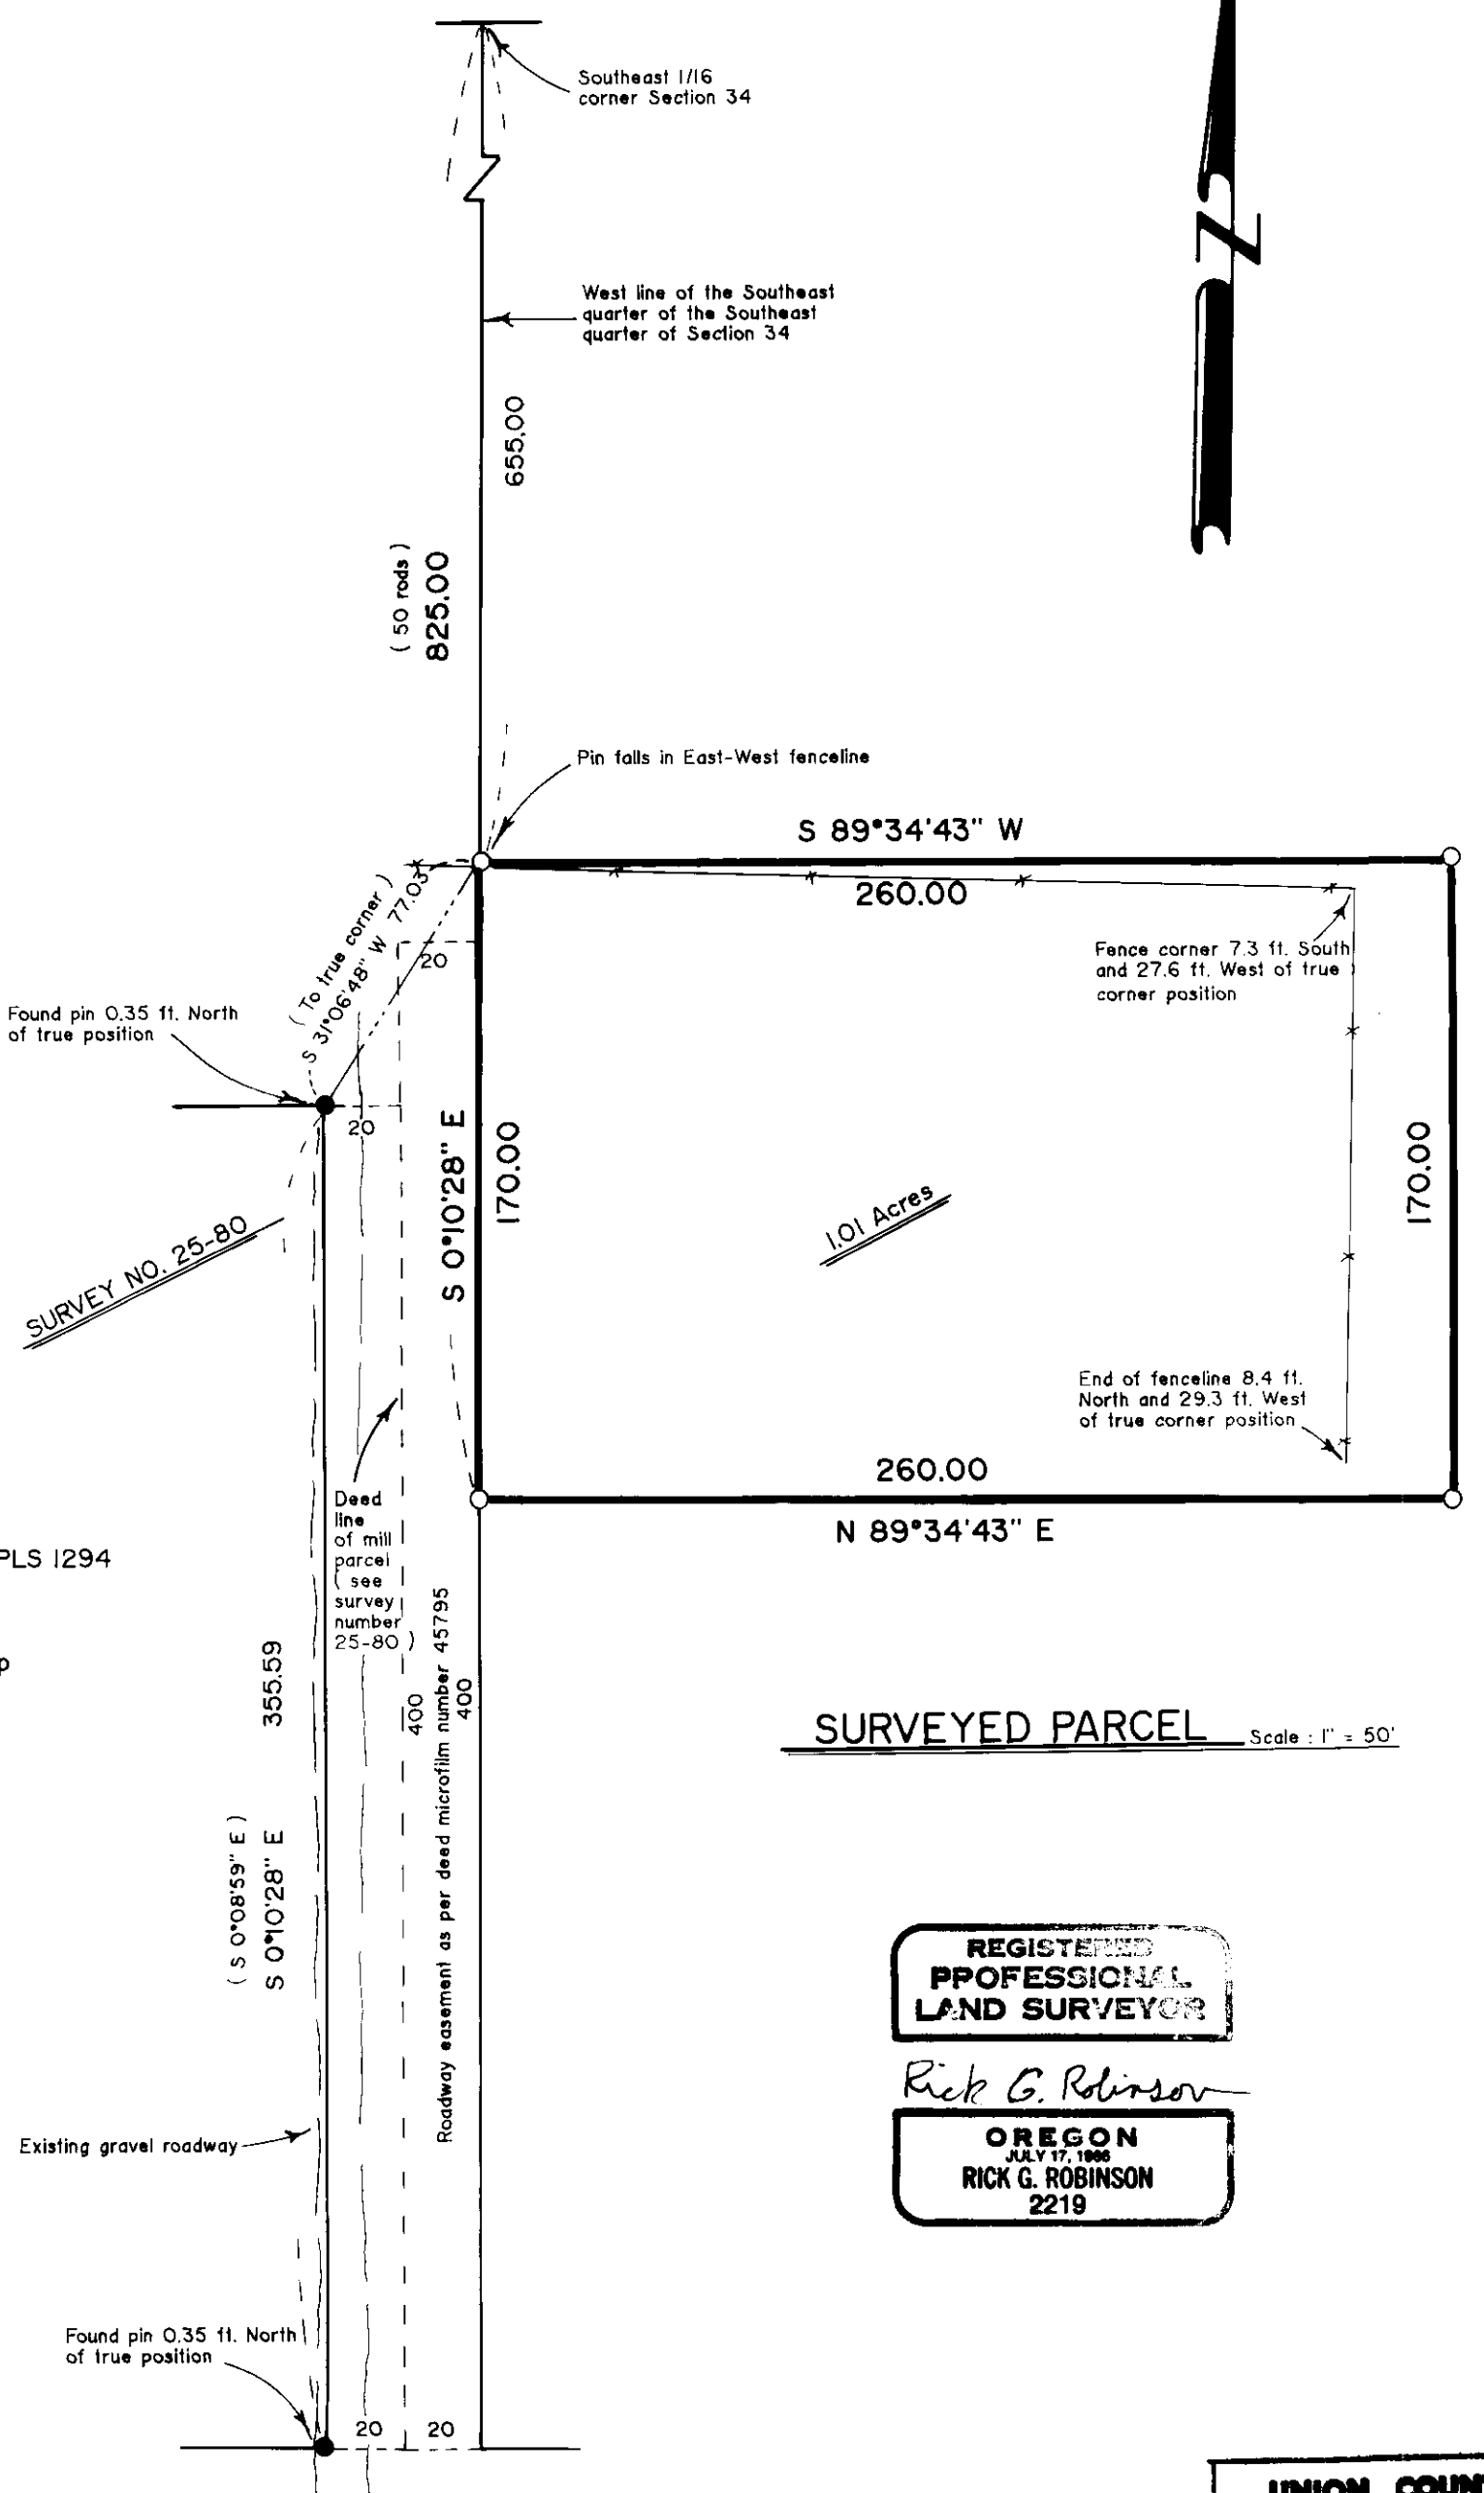 Southeast 1/16
corner Section 34
West line of the Southeast
quarter of the Southeast
quarter of Section 34
655.00
( 50 rods )
825.00
Pin falls in East-West fenceline
S 89°34'43" W
260.00
( To true corner )
S 31°06'48" W 77.03
20
Fence corner 7.3 ft. South
and 27.6 ft. West of true
corner position
Found pin 0.35 ft. North
of true position
20
S 0°10'28" E
170.00
170.00
1.01 Acres
SURVEY NO. 25-80
End of fenceline 8.4 ft.
North and 29.3 ft. West
of true corner position
260.00
N 89°34'43" E
Deed
line
of mill
parcel
( see
survey
number
25-80 )
PLS 1294
p
355.59
400
400
Roadway easement as per deed microfilm number 45795
SURVEYED PARCEL Scale : 1" = 50'
( S 0°08'59" E )
S 0°10'28" E
REGISTERED
PROFESSIONAL
LAND SURVEYOR
Rick G. Robinson
OREGON
JULY 17, 1986
RICK G. ROBINSON
2219
Existing gravel roadway
Found pin 0.35 ft. North
of true position
20
20
N